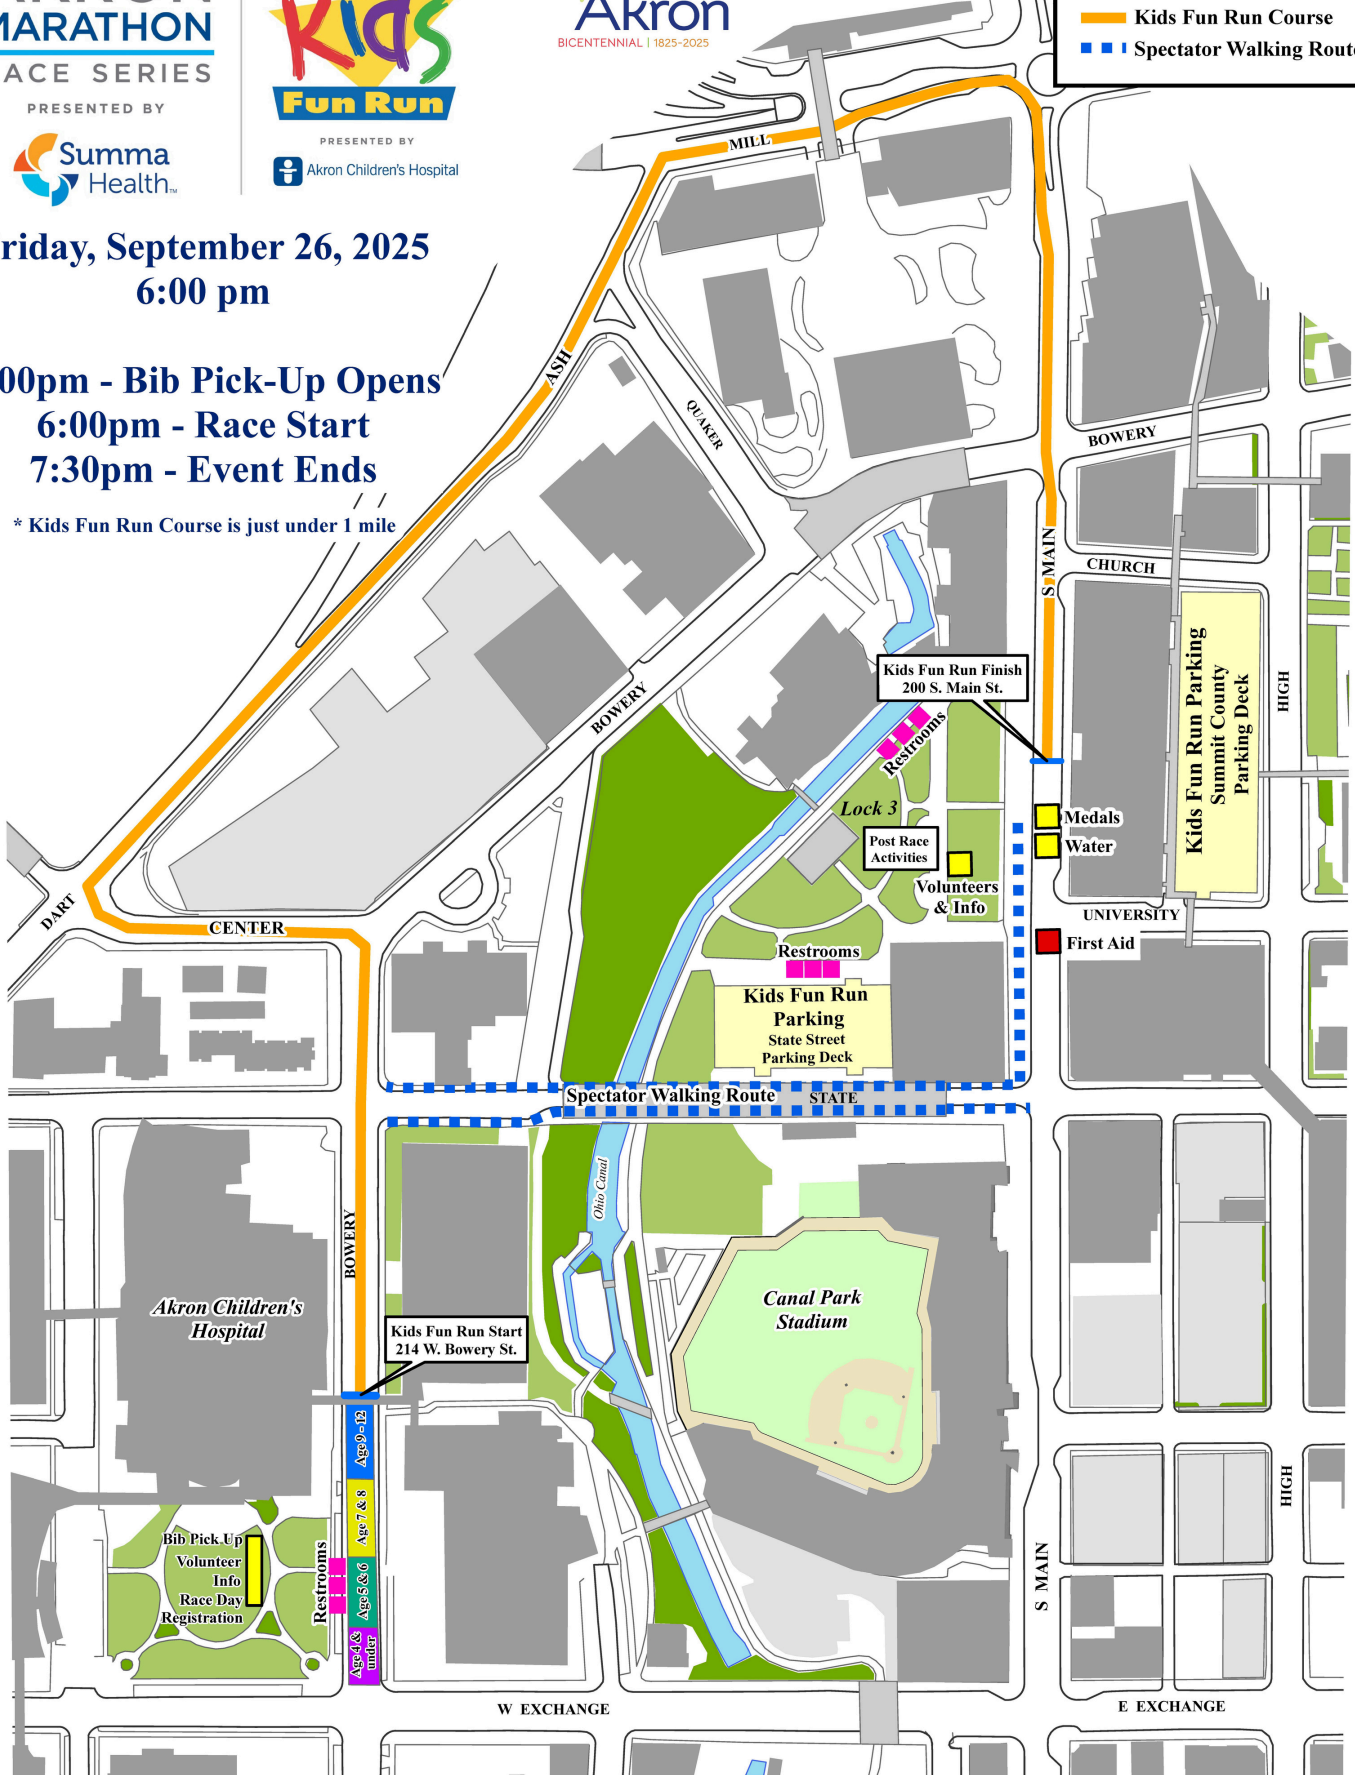 MARATHON
RACE SERIES
PRESENTED BY
Summa
Health™
Kids
Fun Run
PRESENTED BY
Akron Children's Hospital
Akron
BICENTENNIAL | 1825-2025
Kids Fun Run Course
Spectator Walking Route
riday, September 26, 2025
6:00 pm
00pm - Bib Pick-Up Opens
6:00pm - Race Start
7:30pm - Event Ends
* Kids Fun Run Course is just under 1 mile
MILL
ASH
QUAKER
BOWERY
S. MAIN
CHURCH
Kids Fun Run Finish
200 S. Main St.
BOWERY
Restrooms
Kids Fun Run Parking
Summit County
Parking Deck
HIGH
Lock 3
Post Race
Activities
Medals
Water
Volunteers
& Info
UNIVERSITY
First Aid
DART
CENTER
Restrooms
Kids Fun Run
Parking
State Street
Parking Deck
Spectator Walking Route
STATE
Ohio Canal
BOWERY
Akron Children's
Hospital
Canal Park
Stadium
Kids Fun Run Start
214 W. Bowery St.
Age 9 - 12
Age 7 & 8
Age 5 & 6
Age 4 &
under
Bib Pick Up
Volunteer
Info
Race Day
Registration
Restrooms
HIGH
S MAIN
W EXCHANGE
E EXCHANGE